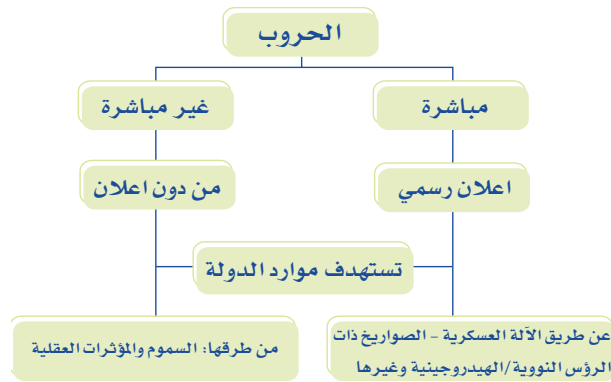 الحروب
مباشرة
غير مباشرة
اعلان رسمي
من دون اعلان
تستهدف موارد الدولة
عن طريق الآلة العسكرية - الصواريخ ذات
الرؤس النووية/الهيدروجينية وغيرها
من طرقها: السموم والمؤثرات العقلية